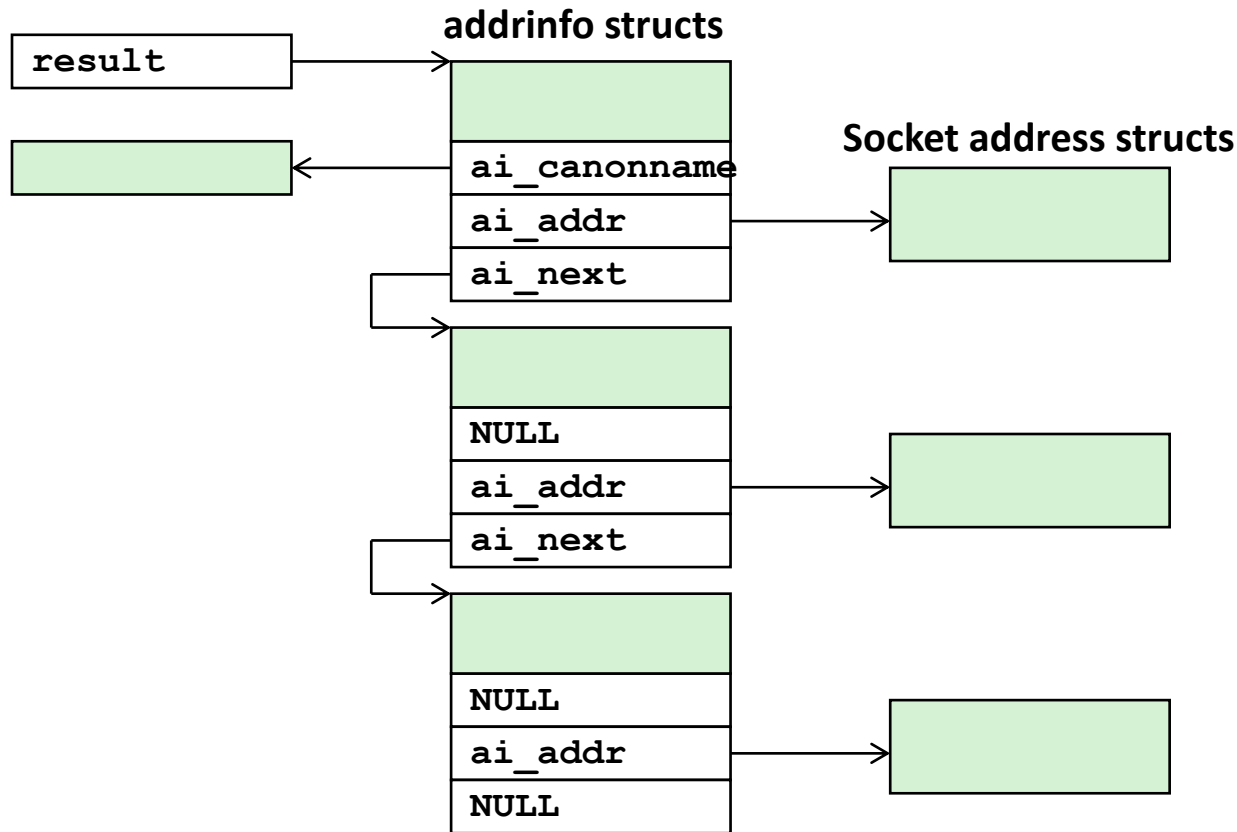 addrinfo structs
result
Socket address structs
ai_canonname
ai_addr
ai_next
NULL
ai_addr
ai_next
NULL
ai_addr
NULL